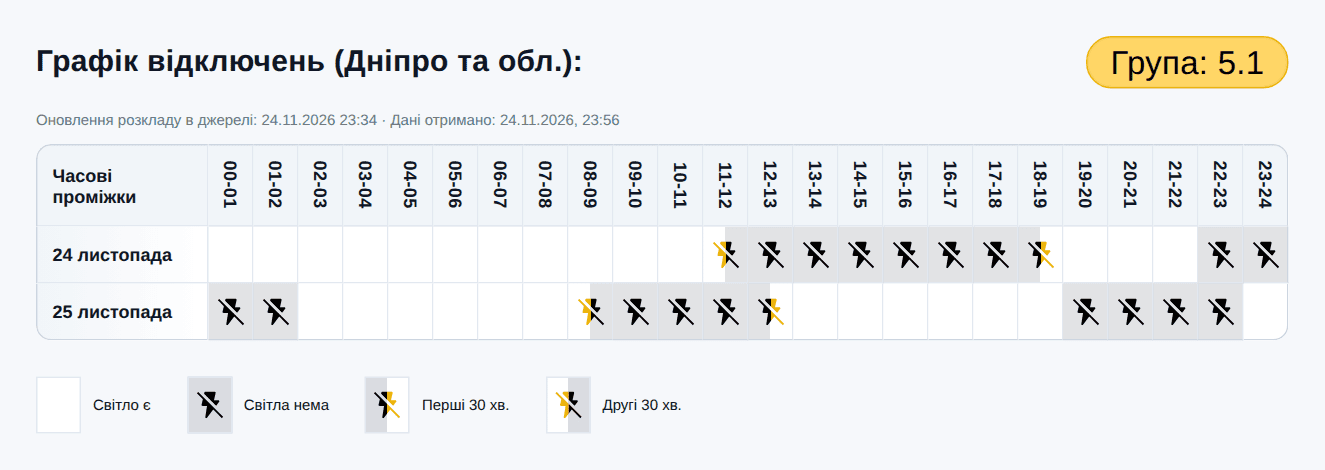 Графік відключень (Дніпро та обл.):
Група: 5.1
Оновлення розкладу в джерелі: 24.11.2026 23:34 · Дані отримано: 24.11.2026, 23:56
Часові
проміжки
00-01 01-02 02-03 03-04 04-05 05-06 06-07 07-08 08-09 09-10 10-11 11-12 12-13 13-14 14-15 15-16 16-17 17-18 18-19 19-20 20-21 21-22 22-23 23-24
24 листопада
25 листопада
Світло є
Світла нема
Перші 30 хв.
Другі 30 хв.